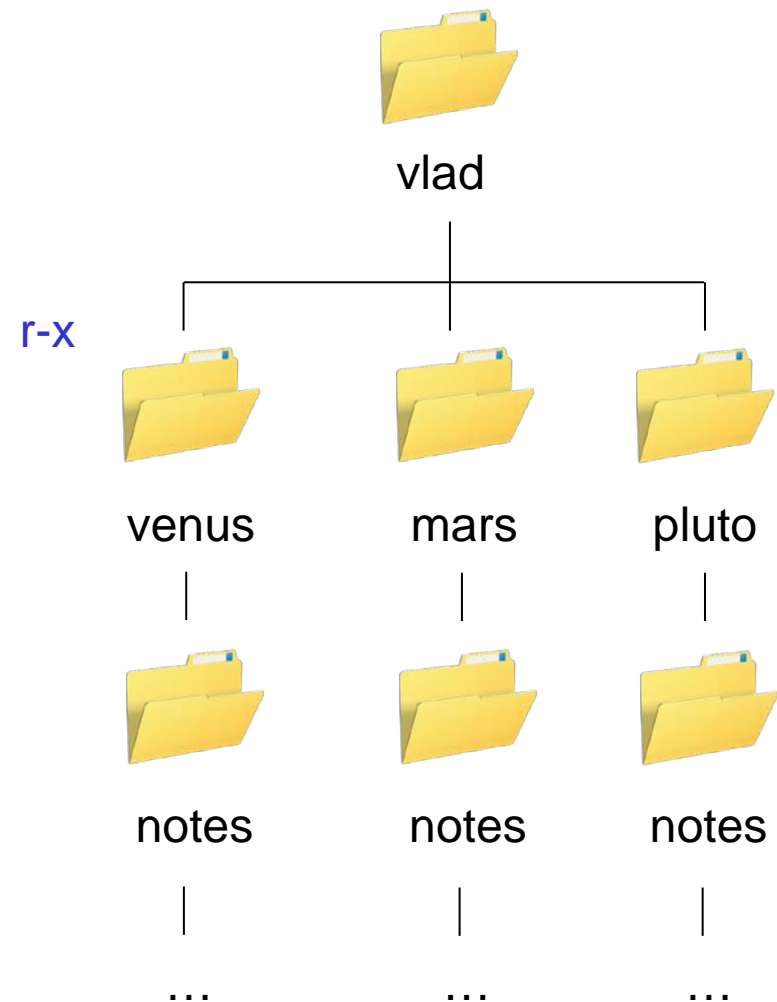 vlad
r-x
venus mars pluto
notes notes notes
... ... ...